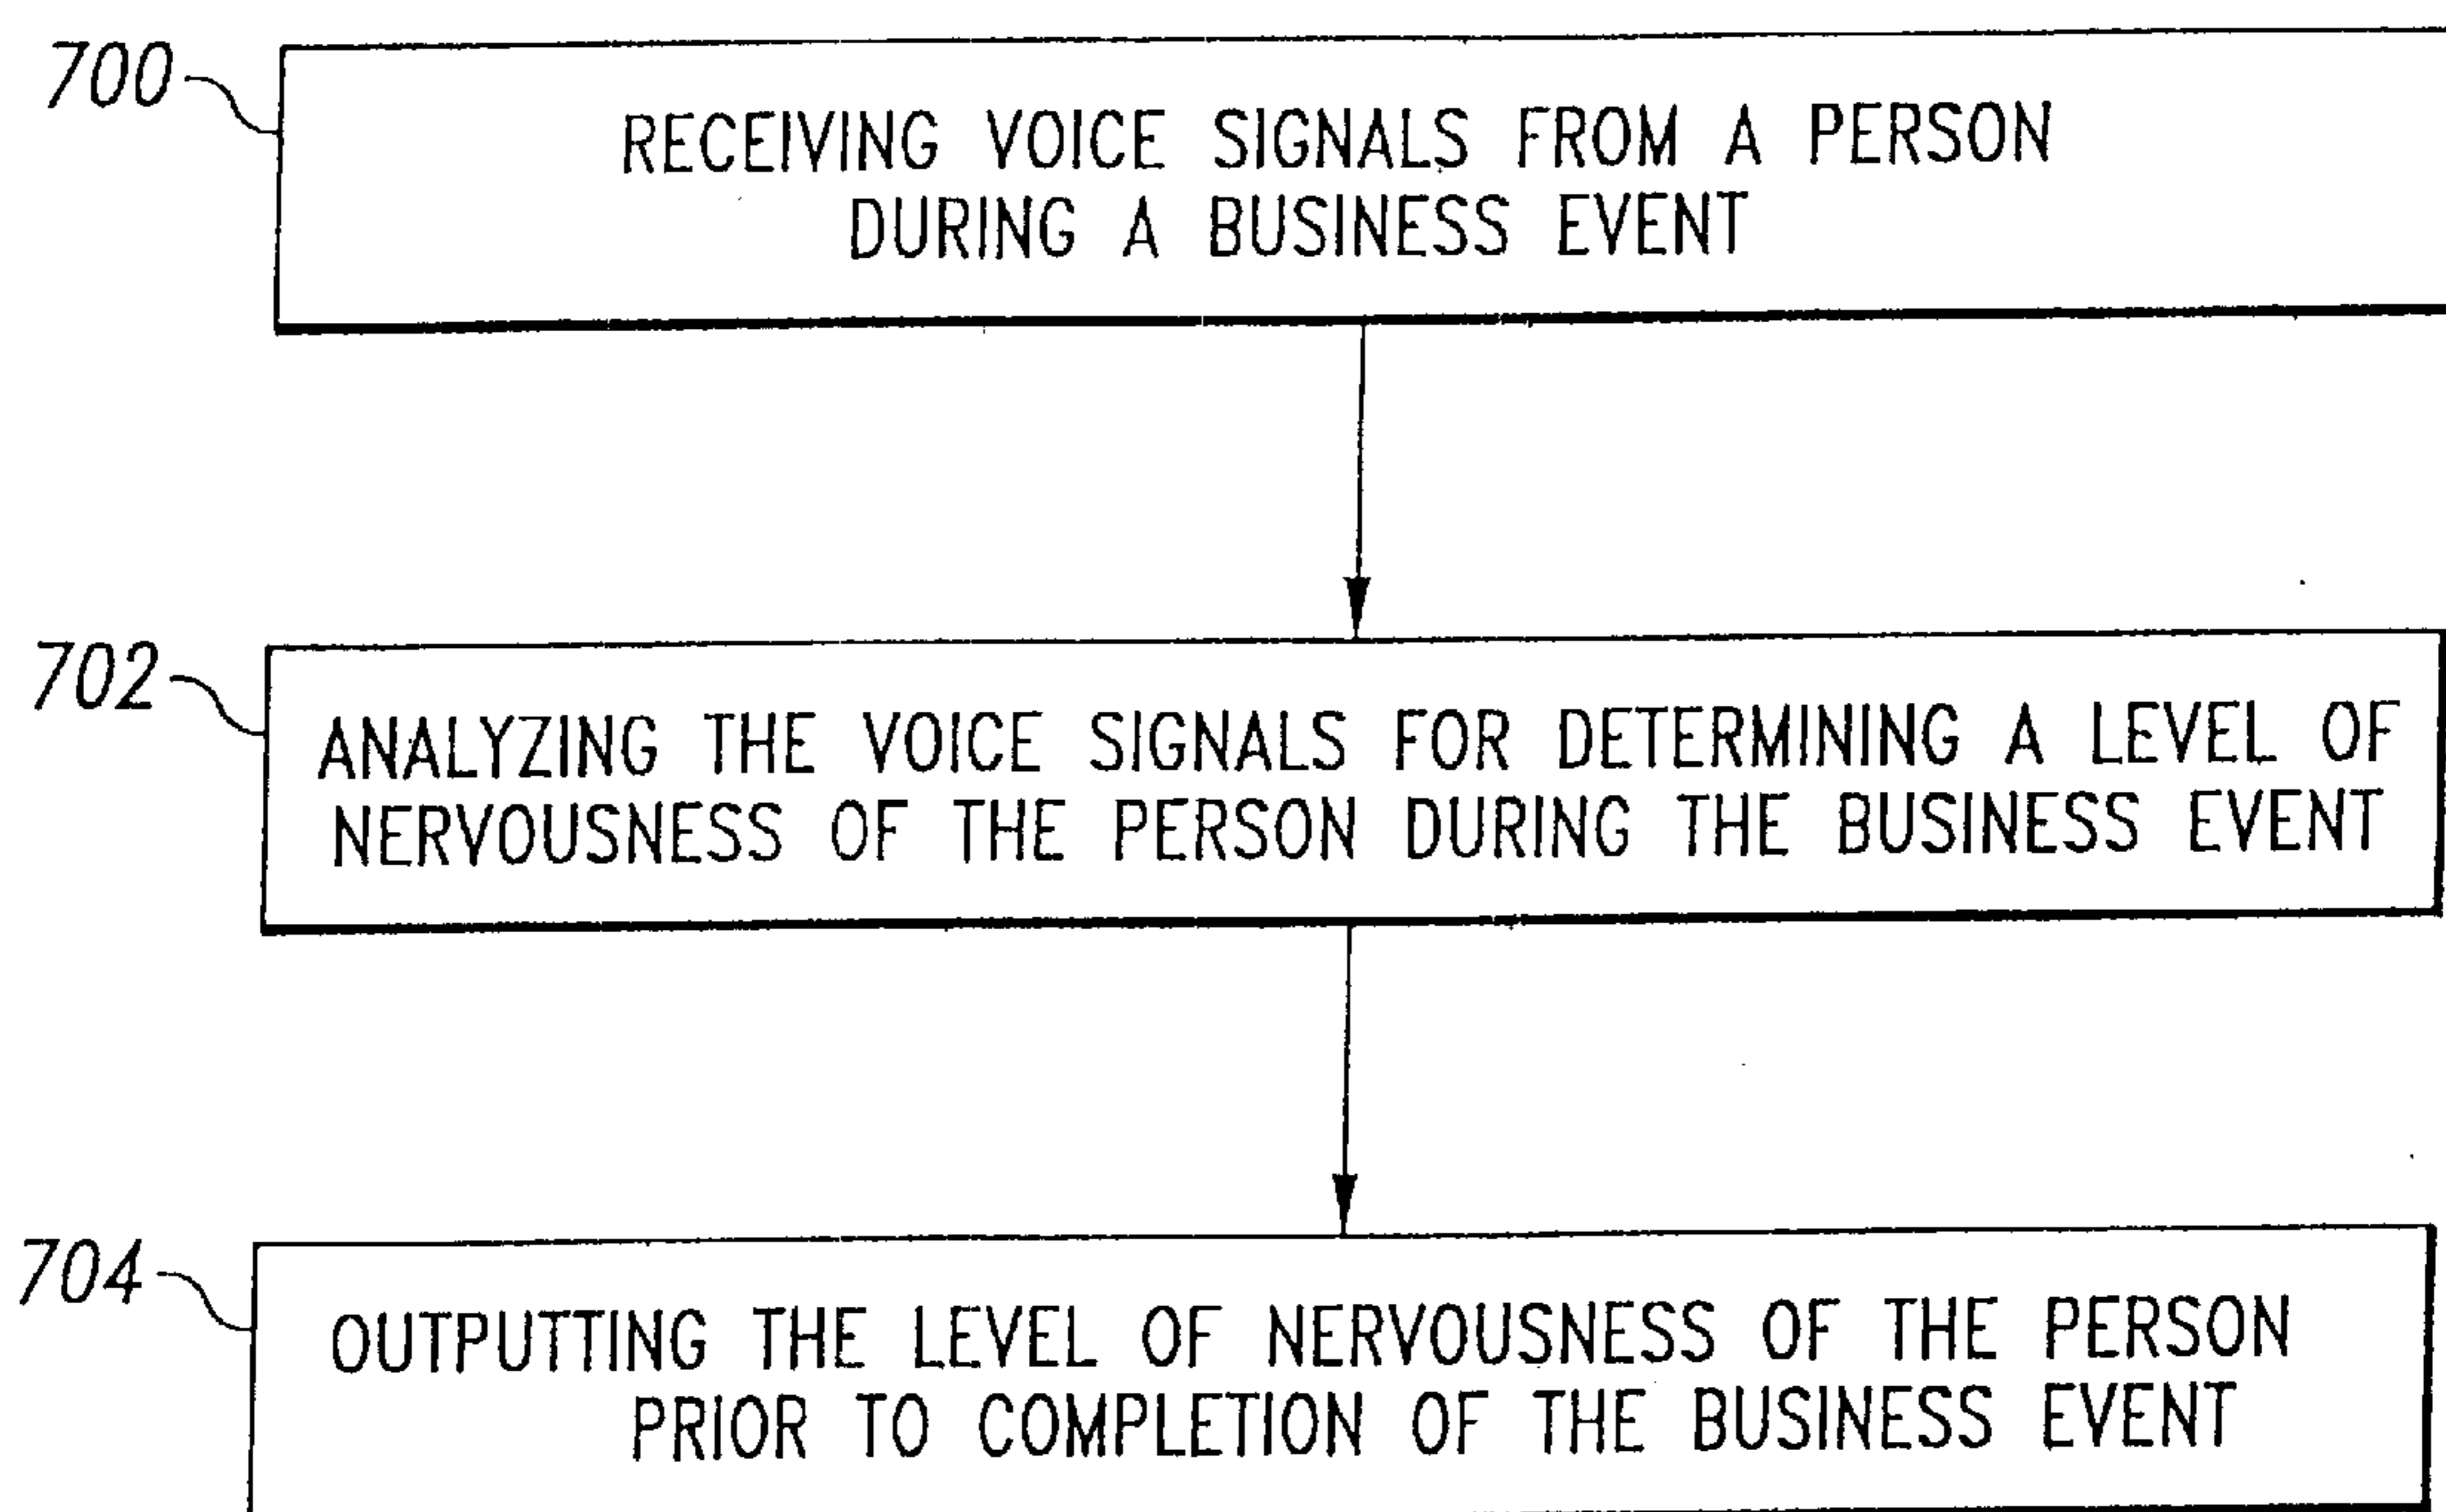 700
RECEIVING VOICE SIGNALS FROM A PERSON
DURING A BUSINESS EVENT
702
ANALYZING THE VOICE SIGNALS FOR DETERMINING A LEVEL OF
NERVOUSNESS OF THE PERSON DURING THE BUSINESS EVENT
704
OUTPUTTING THE LEVEL OF NERVOUSNESS OF THE PERSON
PRIOR TO COMPLETION OF THE BUSINESS EVENT